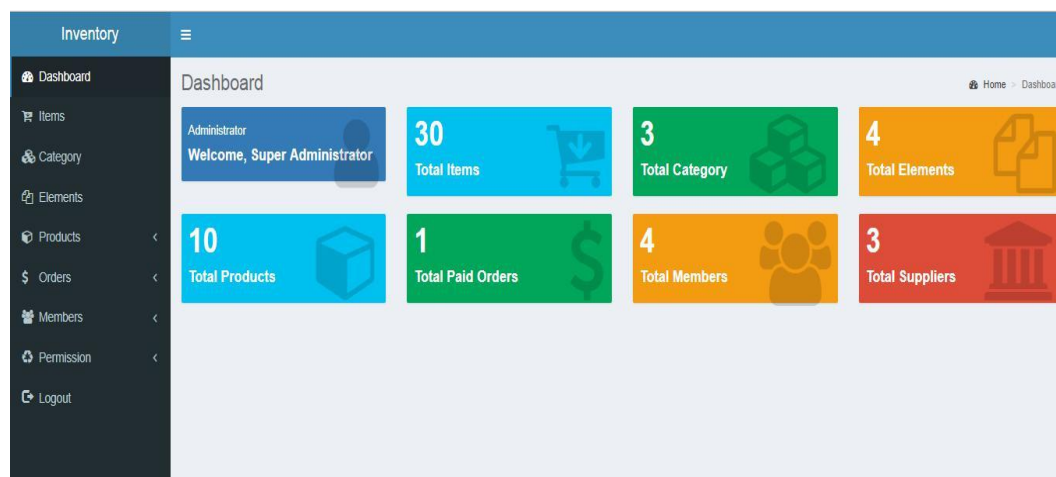 Inventory
Dashboard
Items
Category
Elements
Products
$ Orders
Members
Permission
Logout
Dashboard
Home > Dashboa
Administrator
Welcome, Super Administrator
30
Total Items
3
Total Category
4
Total Elements
10
Total Products
1
Total Paid Orders
$
4
Total Members
3
Total Suppliers